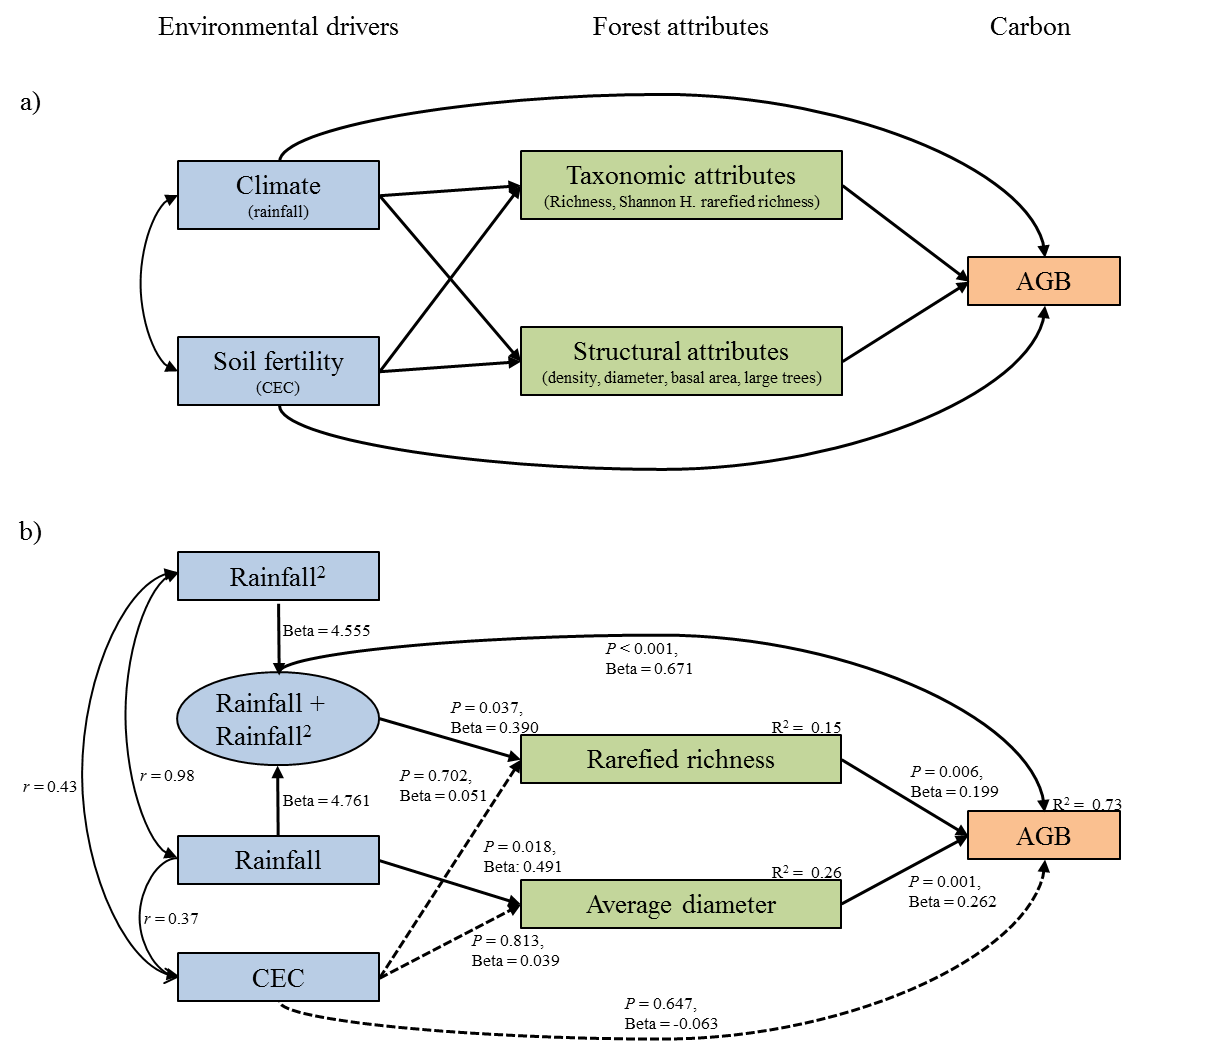 Environmental drivers
Forest attributes
Carbon
a)
Climate
(rainfall)
Taxonomic attributes
(Richness, Shannon H. rarefied richness)
AGB
Soil fertility
(CEC)
Structural attributes
(density, diameter, basal area, large trees)
b)
Rainfall²
Beta = 4.555
P < 0.001,
Beta = 0.671
Rainfall +
Rainfall²
P = 0.037,
Beta = 0.390
R² = 0.15
Rarefied richness
r = 0.43
r = 0.98
P = 0.702,
Beta = 0.051
Beta = 4.761
P = 0.006,
Beta = 0.199
R² = 0.73
AGB
Rainfall
P = 0.018,
Beta: 0.491
R² = 0.26
Average diameter
P = 0.001,
Beta = 0.262
r = 0.37
P = 0.813,
Beta = 0.039
CEC
P = 0.647,
Beta = -0.063